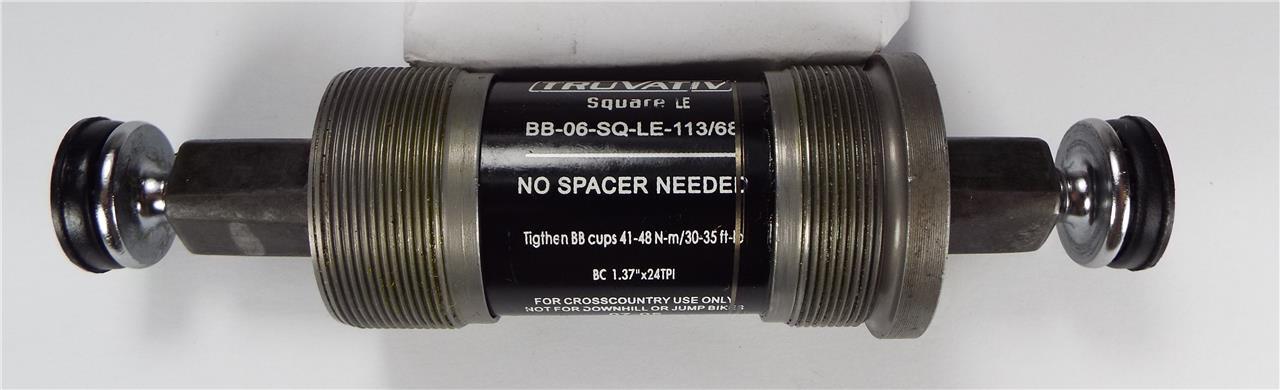 TRUVATIV
Square LE
BB-06-SQ-LE-113/68
NO SPACER NEEDED
Tigthen BB cups 41-48 N-m/30-35 ft-lb
BC 1.37"x24TPI
FOR CROSSCOUNTRY USE ONLY
NOT FOR DOWNHILL OR JUMP BIKES